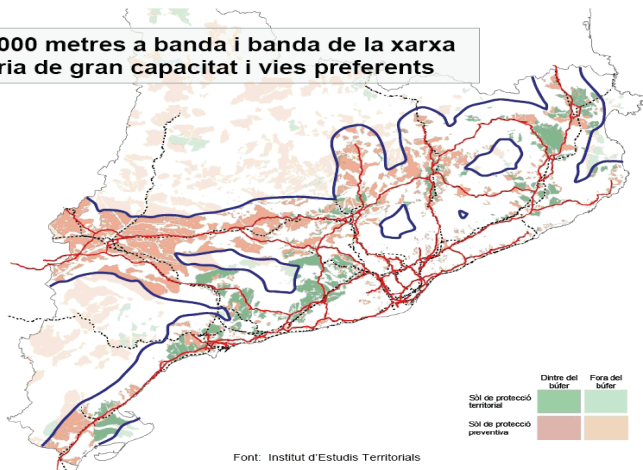 000 metres a banda i banda de la xarxa
ria de gran capacitat i vies preferents
Dintre del
búfer
Fora del
búfer
Sòl de protecció
territorial
Sòl de protecció
preventiva
Font: Institut d'Estudis Territorials